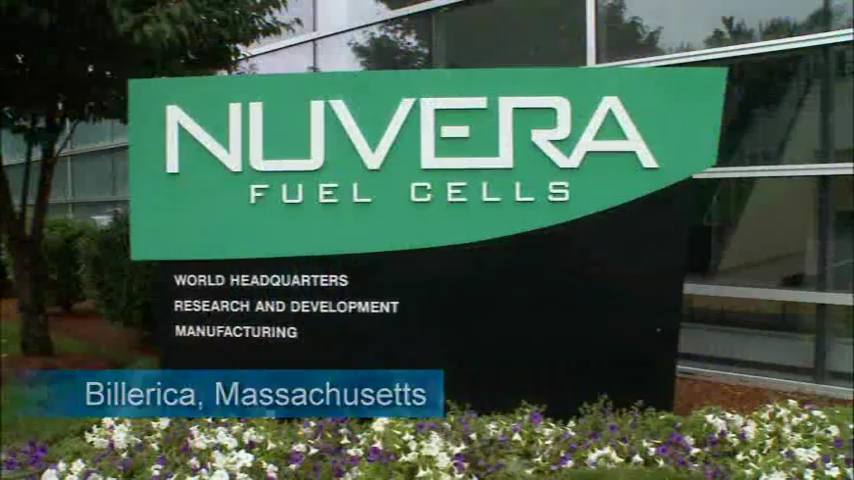 NUVERA
FUEL CELLS
WORLD HEADQUARTERS
RESEARCH AND DEVELOPMENT
MANUFACTURING
Billerica, Massachusetts